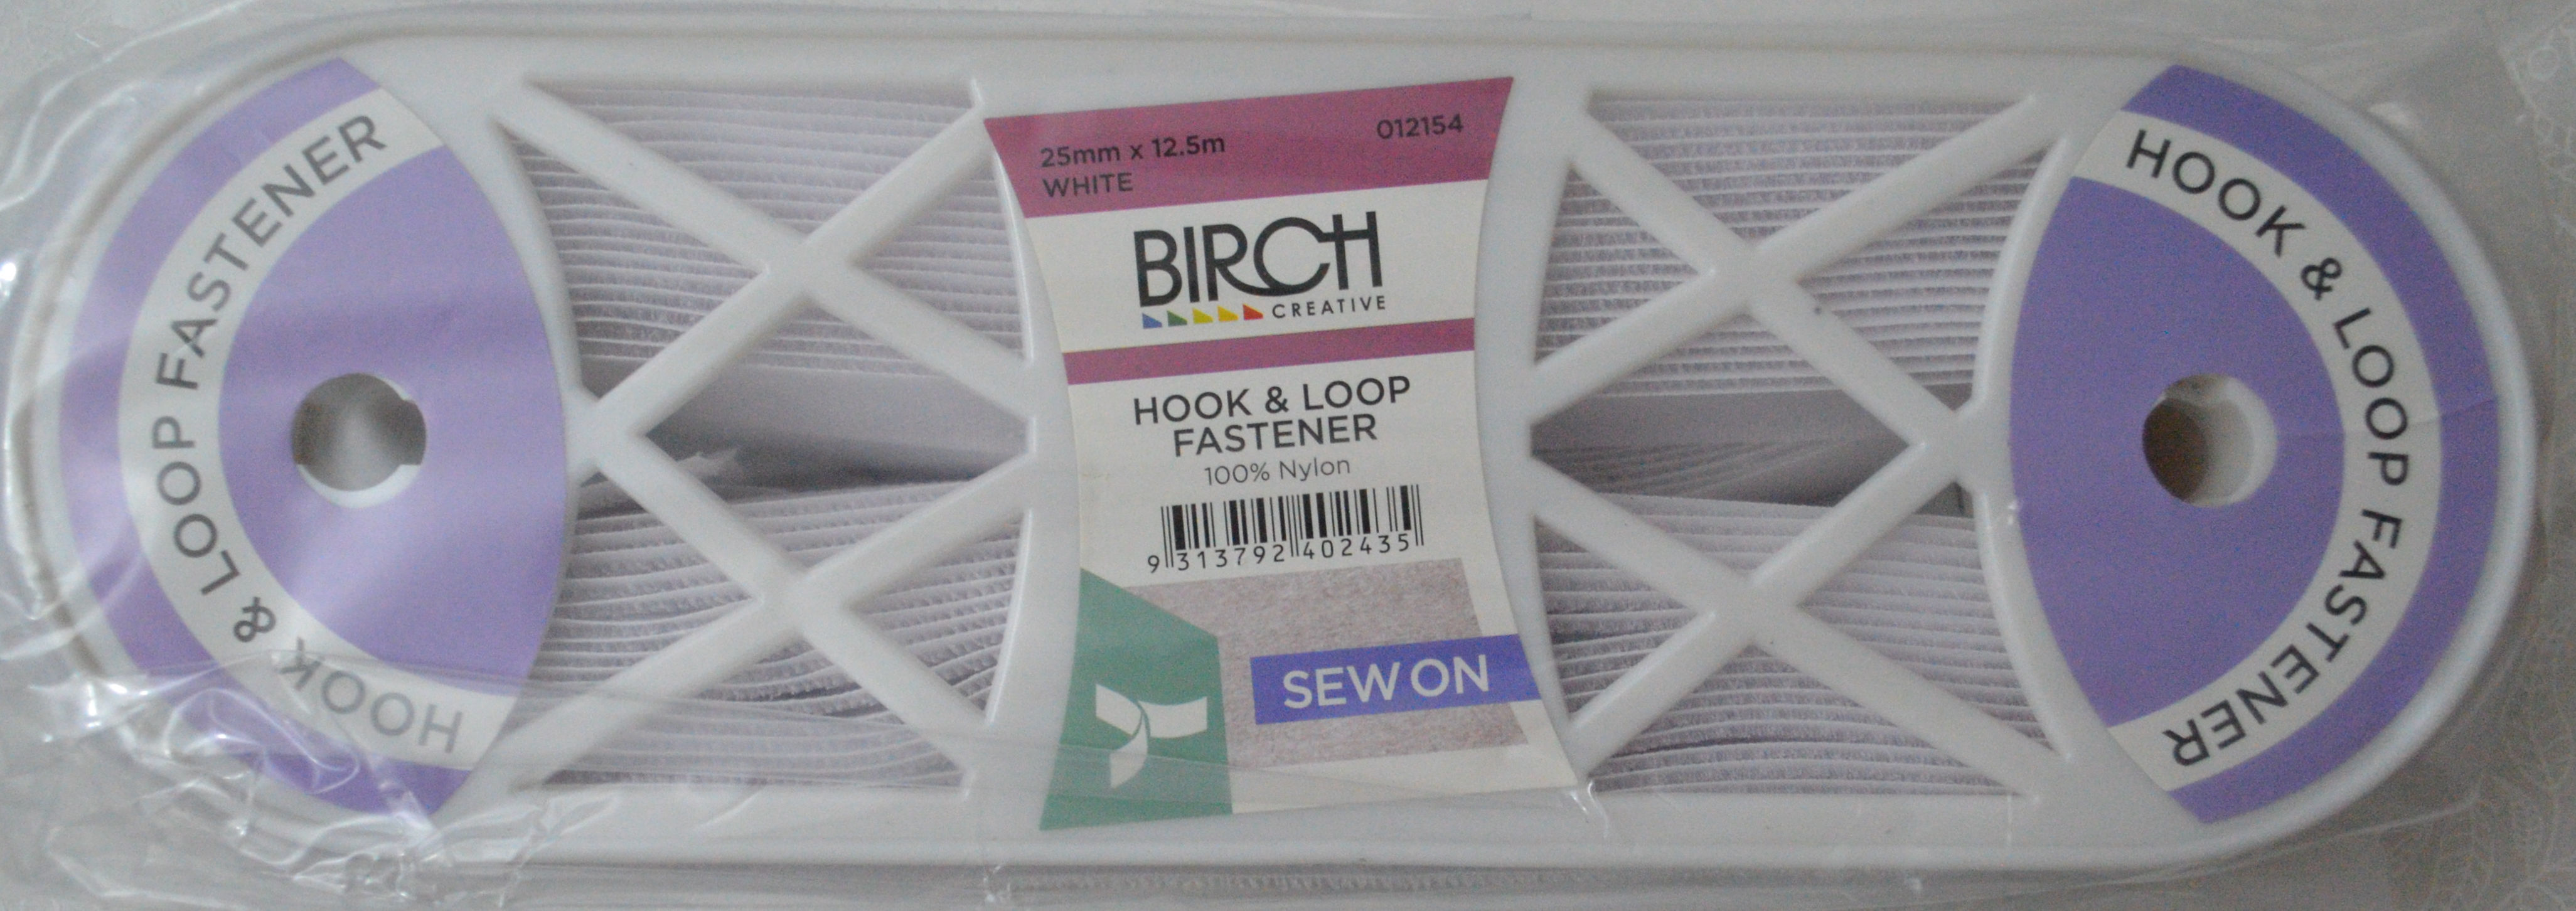 HOOK & LOOP FASTENER
25mm x 12.5m
WHITE
012154
BIRCH
CREATIVE
HOOK & LOOP
FASTENER
100% Nylon
9 313792 402435
SEW ON
HOOK & LOOP FASTENER